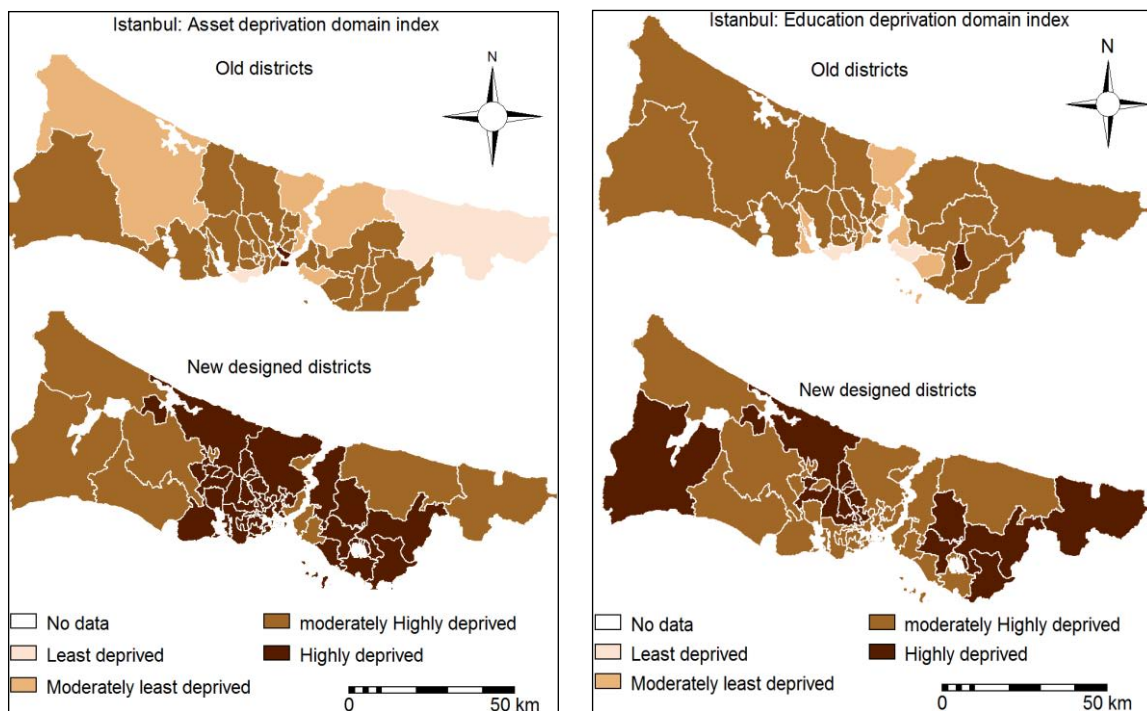 Istanbul: Asset deprivation domain index
Old districts
N
New designed districts
No data
Least deprived
Moderately least deprived
moderately Highly deprived
Highly deprived
0 50 km
Istanbul: Education deprivation domain index
Old districts
N
New designed districts
No data
Least deprived
Moderately least deprived
moderately Highly deprived
Highly deprived
0 50 km